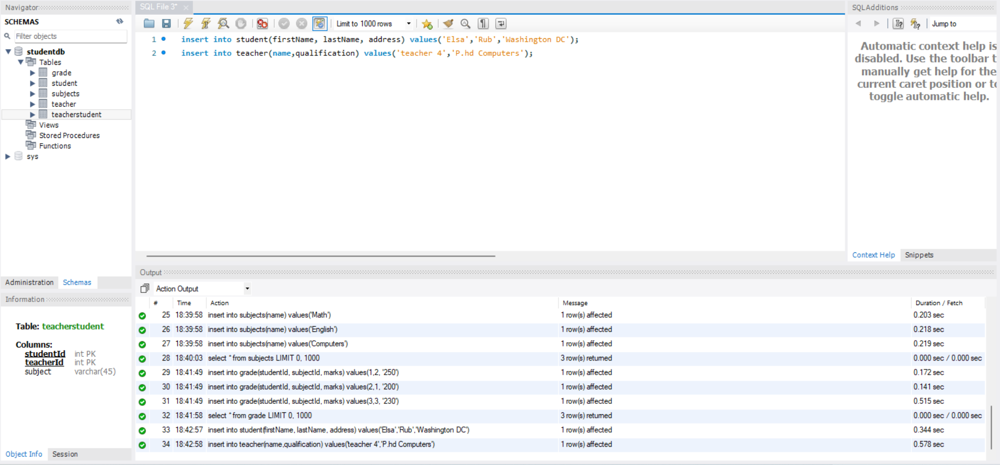 Navigator
SCHEMAS
Filter objects
studentdb
Tables
grade
student
subjects
teacher
teacherstudent
Views
Stored Procedures
Functions
sys
Administration Schemas
Information
Table: teacherstudent
Columns:
studentId int PK
teacherId int PK
subject varchar(45)
Object Info Session
SQL File 3*
Limit to 1000 rows
1 insert into student(firstName, lastName, address) values('Elsa','Rub','Washington DC');
2 insert into teacher(name,qualification) values('teacher 4','P.hd Computers');
Output
Action Output
# Time Action Message Duration / Fetch
25 18:39:58 insert into subjects(name) values('Math') 1 row(s) affected 0.203 sec
26 18:39:58 insert into subjects(name) values('English') 1 row(s) affected 0.218 sec
27 18:39:58 insert into subjects(name) values('Computers') 1 row(s) affected 0.219 sec
28 18:40:03 select * from subjects LIMIT 0, 1000 3 row(s) returned 0.000 sec / 0.000 sec
29 18:41:49 insert into grade(studentId, subjectId, marks) values(1,2, '250') 1 row(s) affected 0.172 sec
30 18:41:49 insert into grade(studentId, subjectId, marks) values(2,1, '200') 1 row(s) affected 0.141 sec
31 18:41:49 insert into grade(studentId, subjectId, marks) values(3,3, '230') 1 row(s) affected 0.515 sec
32 18:41:58 select * from grade LIMIT 0, 1000 3 row(s) returned 0.000 sec / 0.000 sec
33 18:42:57 insert into student(firstName, lastName, address) values('Elsa','Rub','Washington DC') 1 row(s) affected 0.344 sec
34 18:42:58 insert into teacher(name,qualification) values('teacher 4','P.hd Computers') 1 row(s) affected 0.578 sec
SQLAdditions
Jump to
Automatic context help is
disabled. Use the toolbar t
manually get help for the
current caret position or to
toggle automatic help.
Context Help Snippets